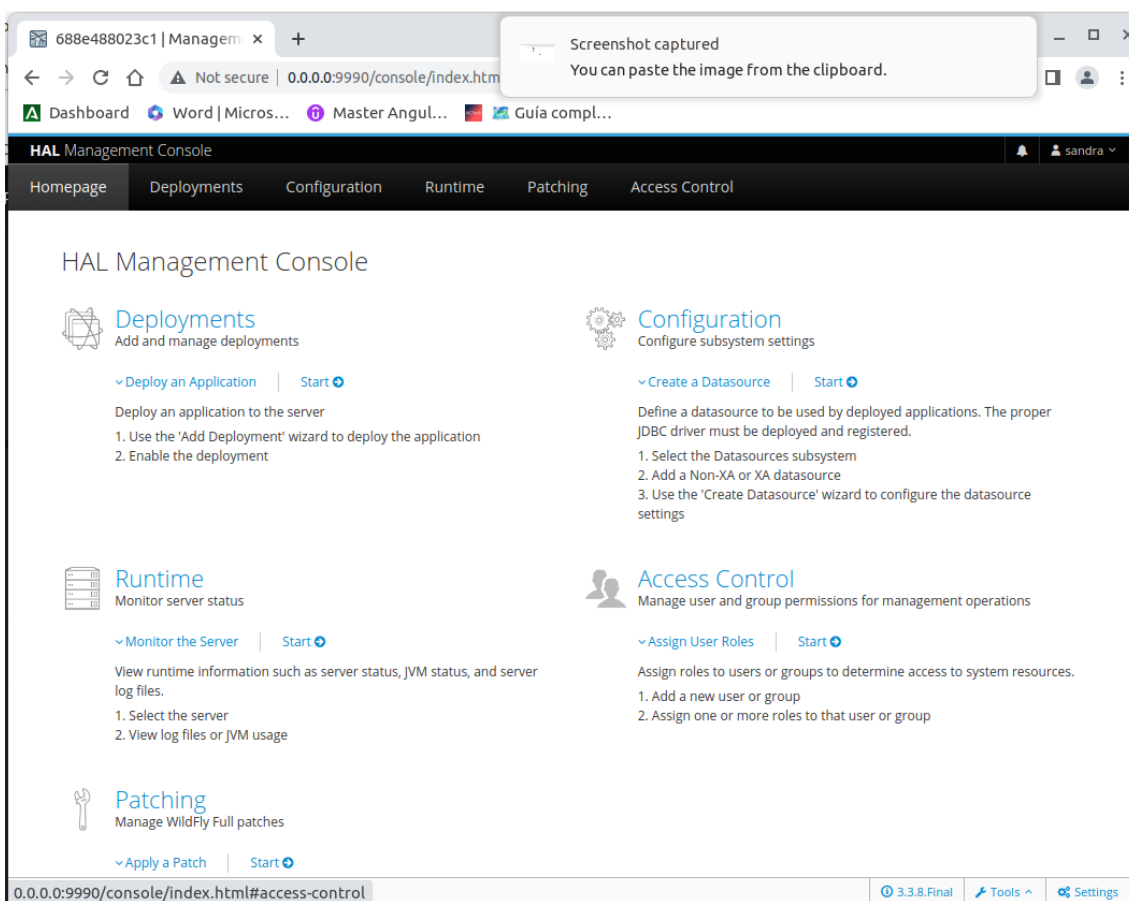 688e488023c1 | Managem
Screenshot captured
You can paste the image from the clipboard.
Not secure
0.0.0.0:9990/console/index.htm
Dashboard
Word | Micros...
Master Angul...
Guía compl...
HAL Management Console
sandra
Homepage
Deployments
Configuration
Runtime
Patching
Access Control
HAL Management Console
Deployments
Add and manage deployments
Deploy an Application
Start
Deploy an application to the server
1. Use the 'Add Deployment' wizard to deploy the application
2. Enable the deployment
Configuration
Configure subsystem settings
Create a Datasource
Start
Define a datasource to be used by deployed applications. The proper
JDBC driver must be deployed and registered.
1. Select the Datasources subsystem
2. Add a Non-XA or XA datasource
3. Use the 'Create Datasource' wizard to configure the datasource
settings
Runtime
Monitor server status
Monitor the Server
Start
View runtime information such as server status, JVM status, and server
log files.
1. Select the server
2. View log files or JVM usage
Access Control
Manage user and group permissions for management operations
Assign User Roles
Start
Assign roles to users or groups to determine access to system resources.
1. Add a new user or group
2. Assign one or more roles to that user or group
Patching
Manage WildFly Full patches
Apply a Patch
Start
0.0.0.0:9990/console/index.html#access-control
3.3.8.Final
Tools
Settings